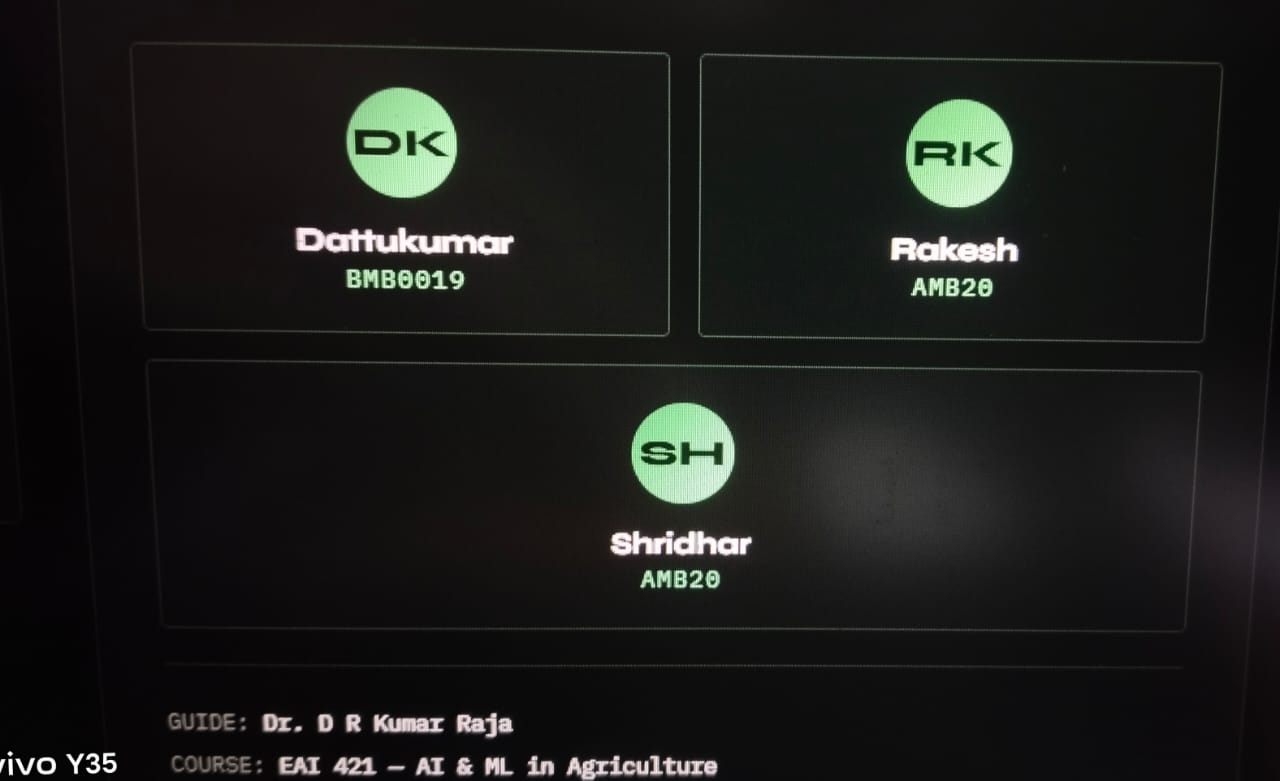 DK
Dattukumar
BMB0019
RK
Rakesh
AMB20
SH
Shridhar
AMB20
GUIDE: Dr. D R Kumar Raja
COURSE: EAI 421 — AI & ML in Agriculture
vivo Y35